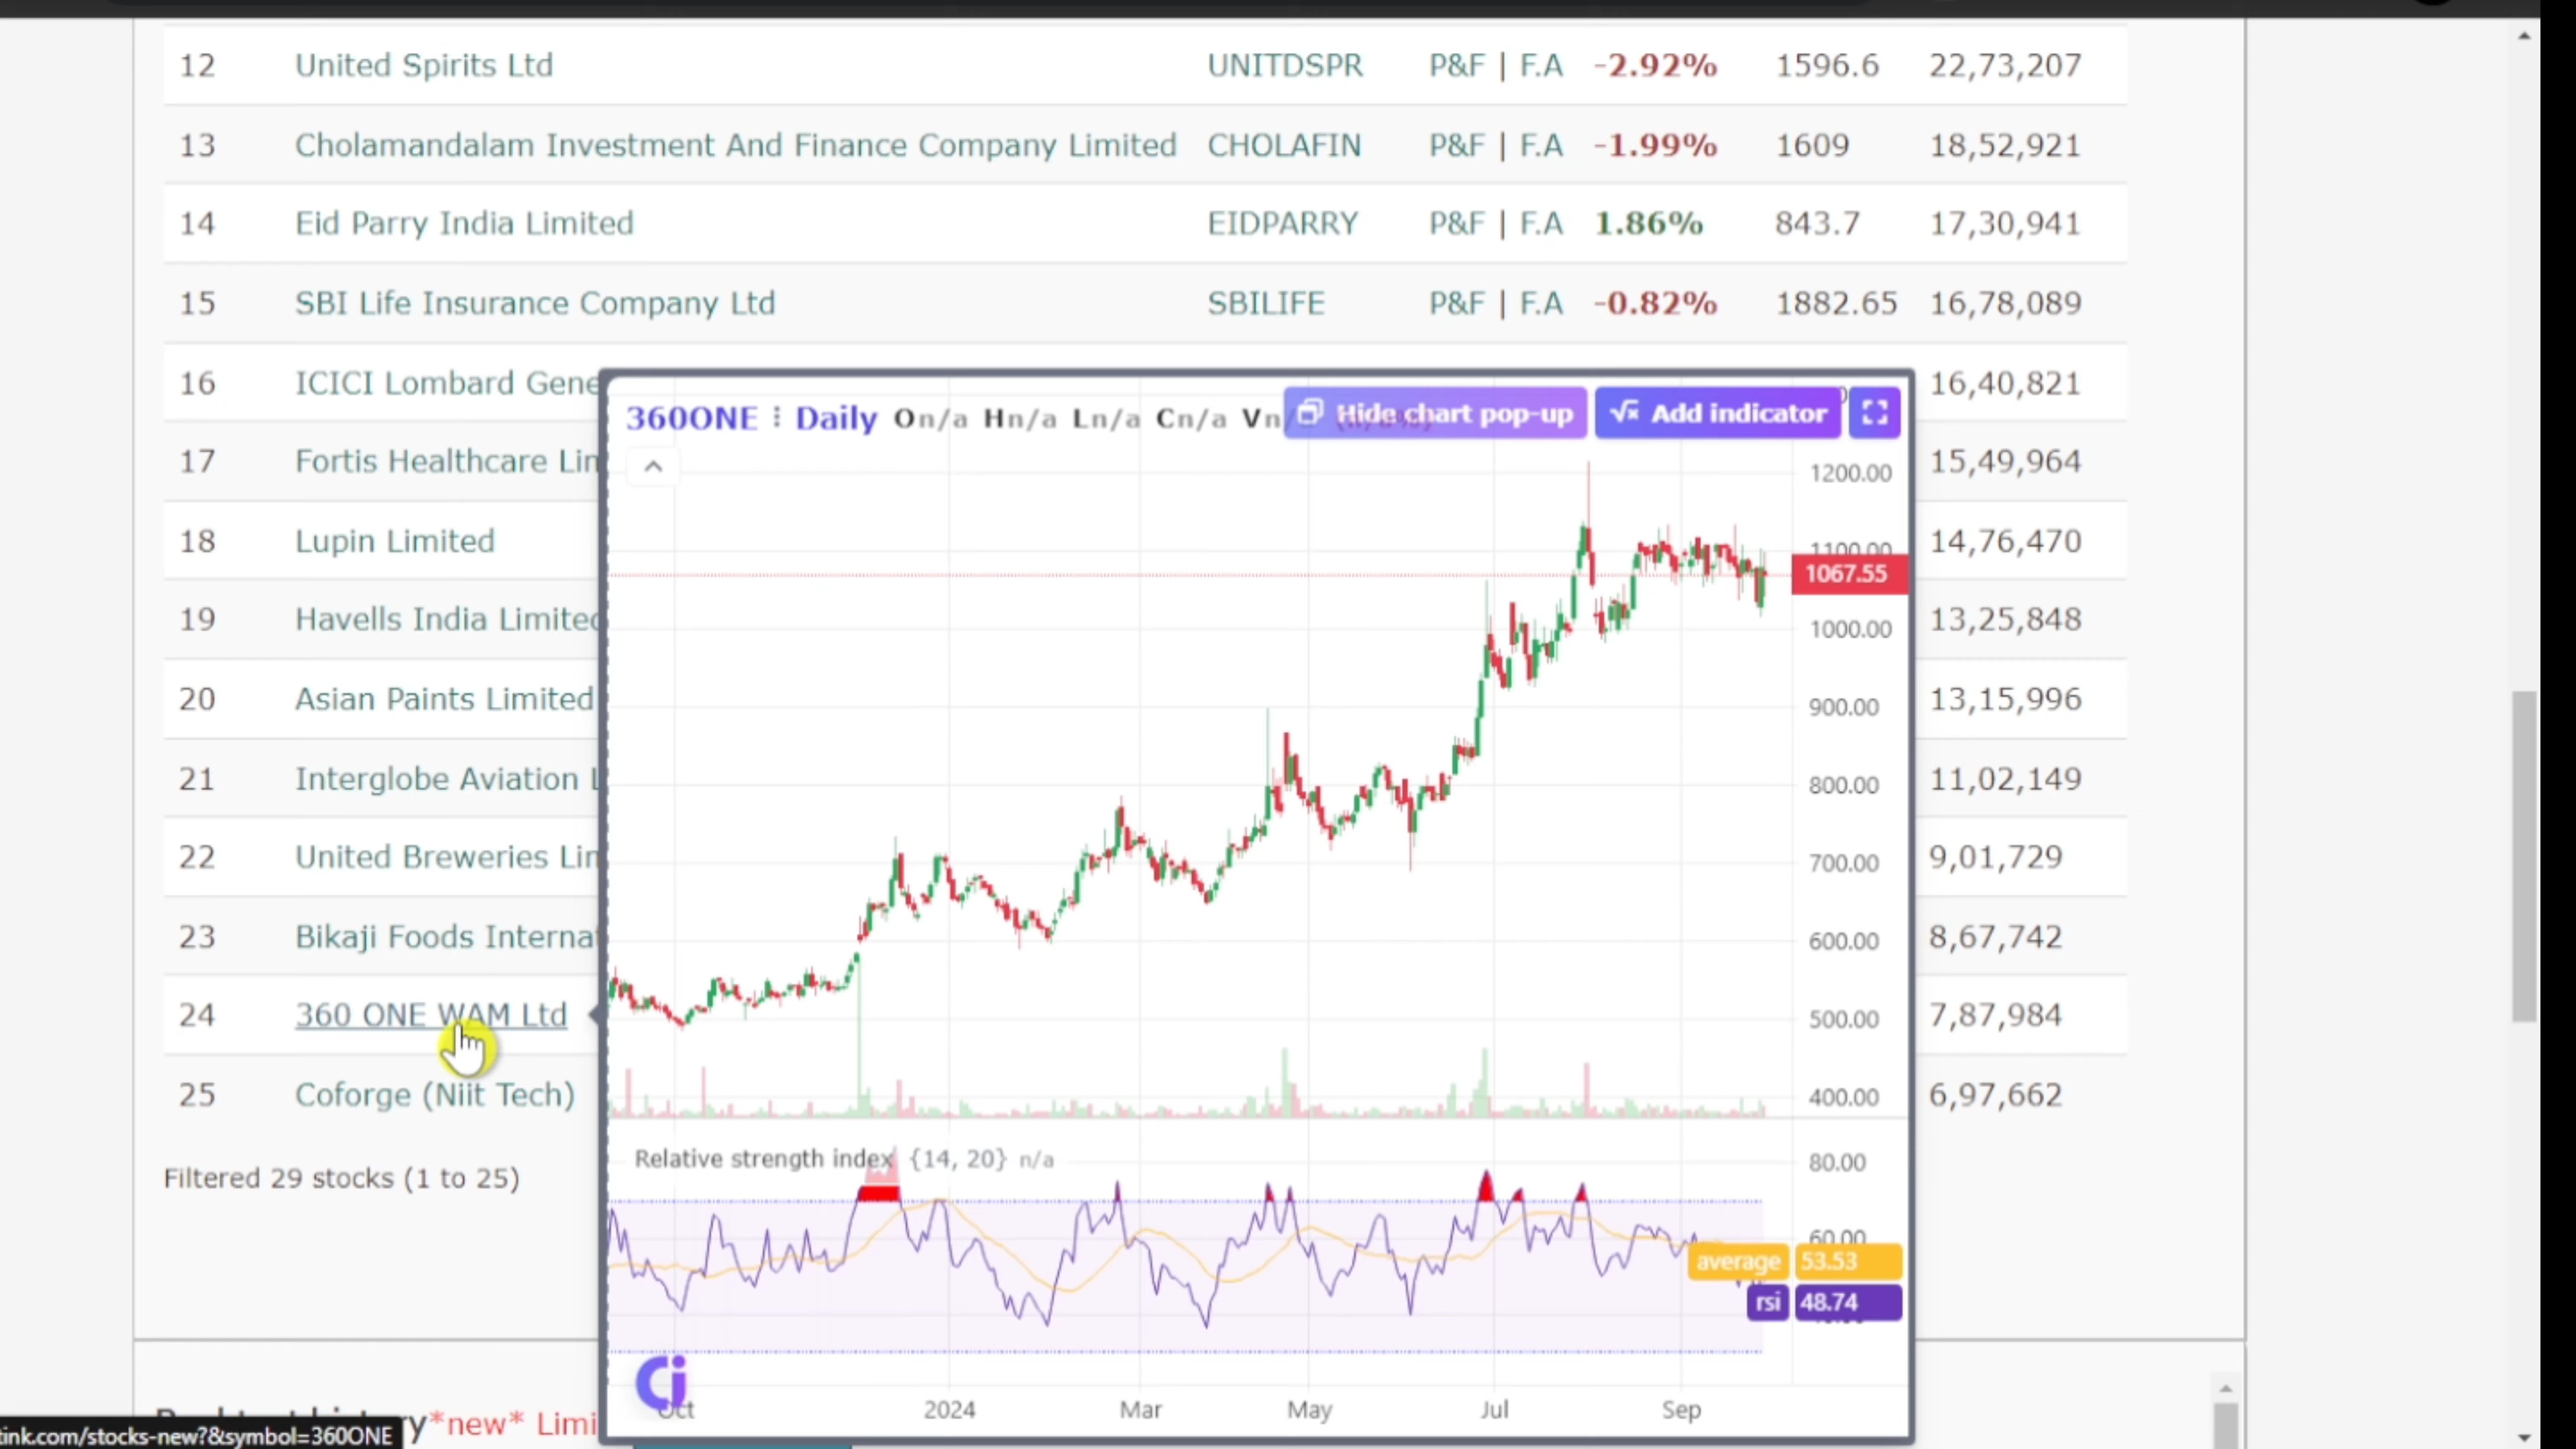 12 United Spirits Ltd UNITDSPR P&F | F.A -2.92% 1596.6 22,73,207
13 Cholamandalam Investment And Finance Company Limited CHOLAFIN P&F | F.A -1.99% 1609 18,52,921
14 Eid Parry India Limited EIDPARRY P&F | F.A 1.86% 843.7 17,30,941
15 SBI Life Insurance Company Ltd SBILIFE P&F | F.A -0.82% 1882.65 16,78,089
16 ICICI Lombard Gene 16,40,821
360ONE Daily On/a Hn/a Ln/a Cn/a Vn/ Hide chart pop-up Add indicator
17 Fortis Healthcare Lin 15,49,964
1200.00
18 Lupin Limited 14,76,470
1100.00
1067.55
19 Havells India Limited 13,25,848
1000.00
20 Asian Paints Limited 13,15,996
900.00
21 Interglobe Aviation L 11,02,149
800.00
22 United Breweries Lin 9,01,729
700.00
23 Bikaji Foods Interna 8,67,742
600.00
24 360 ONE WAM Ltd 7,87,984
500.00
25 Coforge (Niit Tech) 6,97,662
400.00
Filtered 29 stocks (1 to 25)
Relative strength index {14, 20} n/a
80.00
60.00
average 53.53
rsi 48.74
Oct 2024 Mar May Jul Sep
*new* Limi
tink.com/stocks-new?&symbol=360ONE